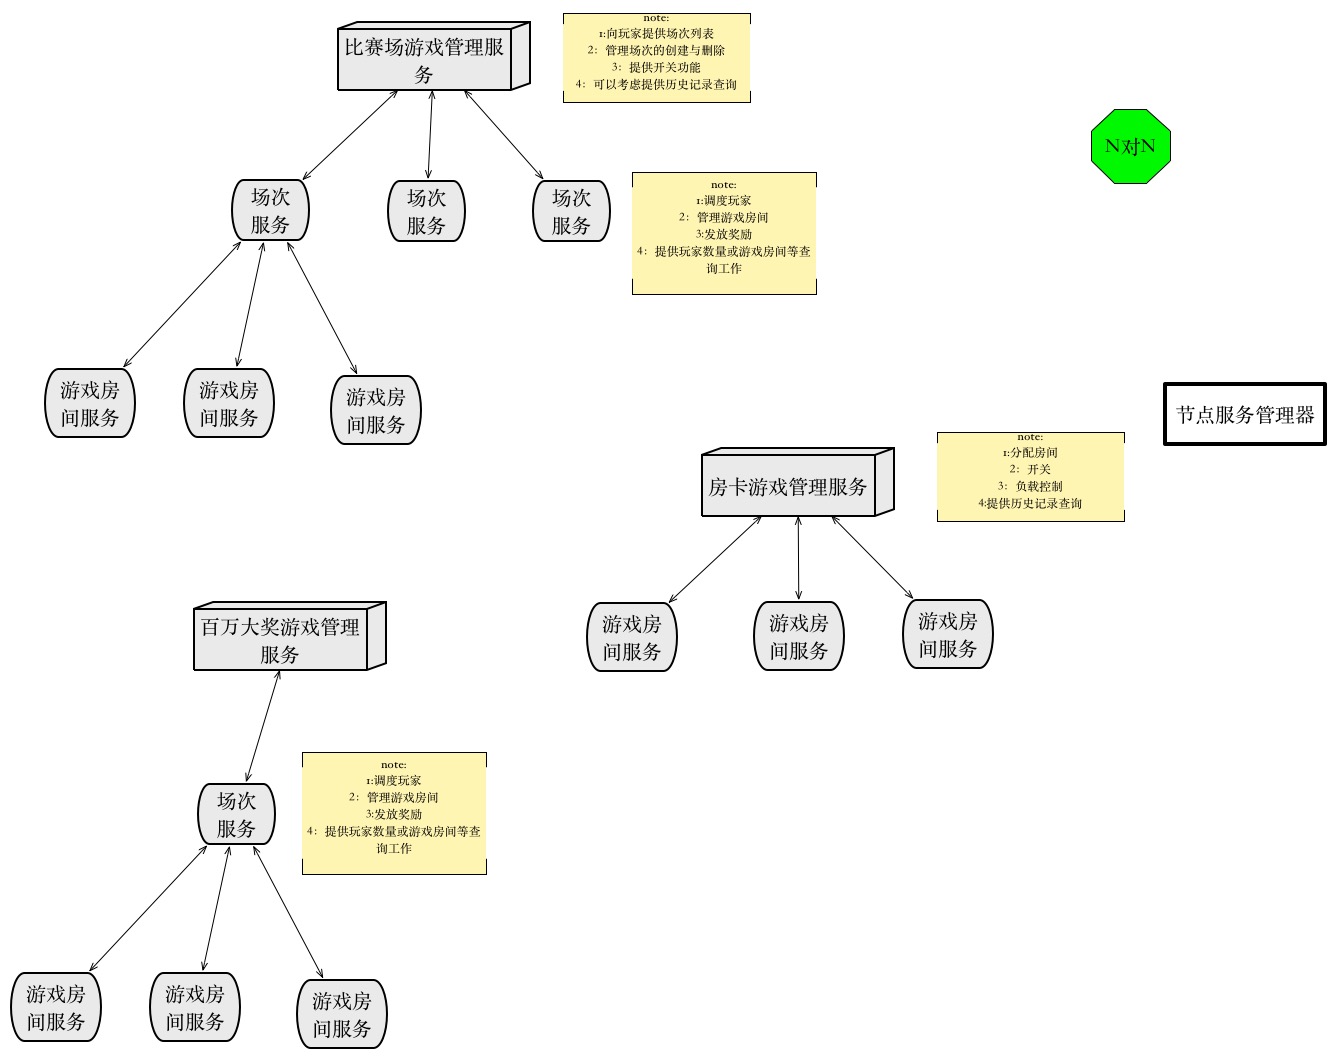 比赛场游戏管理服
务
note:
1:向玩家提供场次列表
2：管理场次的创建与删除
3：提供开关功能
4：可以考虑提供历史记录查询
N对N
场次
服务
场次
服务
场次
服务
note:
1:调度玩家
2：管理游戏房间
3:发放奖励
4：提供玩家数量或游戏房间等查
询工作
游戏房
间服务
游戏房
间服务
游戏房
间服务
节点服务管理器
房卡游戏管理服务
note:
1:分配房间
2：开关
3：负载控制
4:提供历史记录查询
游戏房
间服务
游戏房
间服务
游戏房
间服务
百万大奖游戏管理
服务
场次
服务
note:
1:调度玩家
2：管理游戏房间
3:发放奖励
4：提供玩家数量或游戏房间等查
询工作
游戏房
间服务
游戏房
间服务
游戏房
间服务